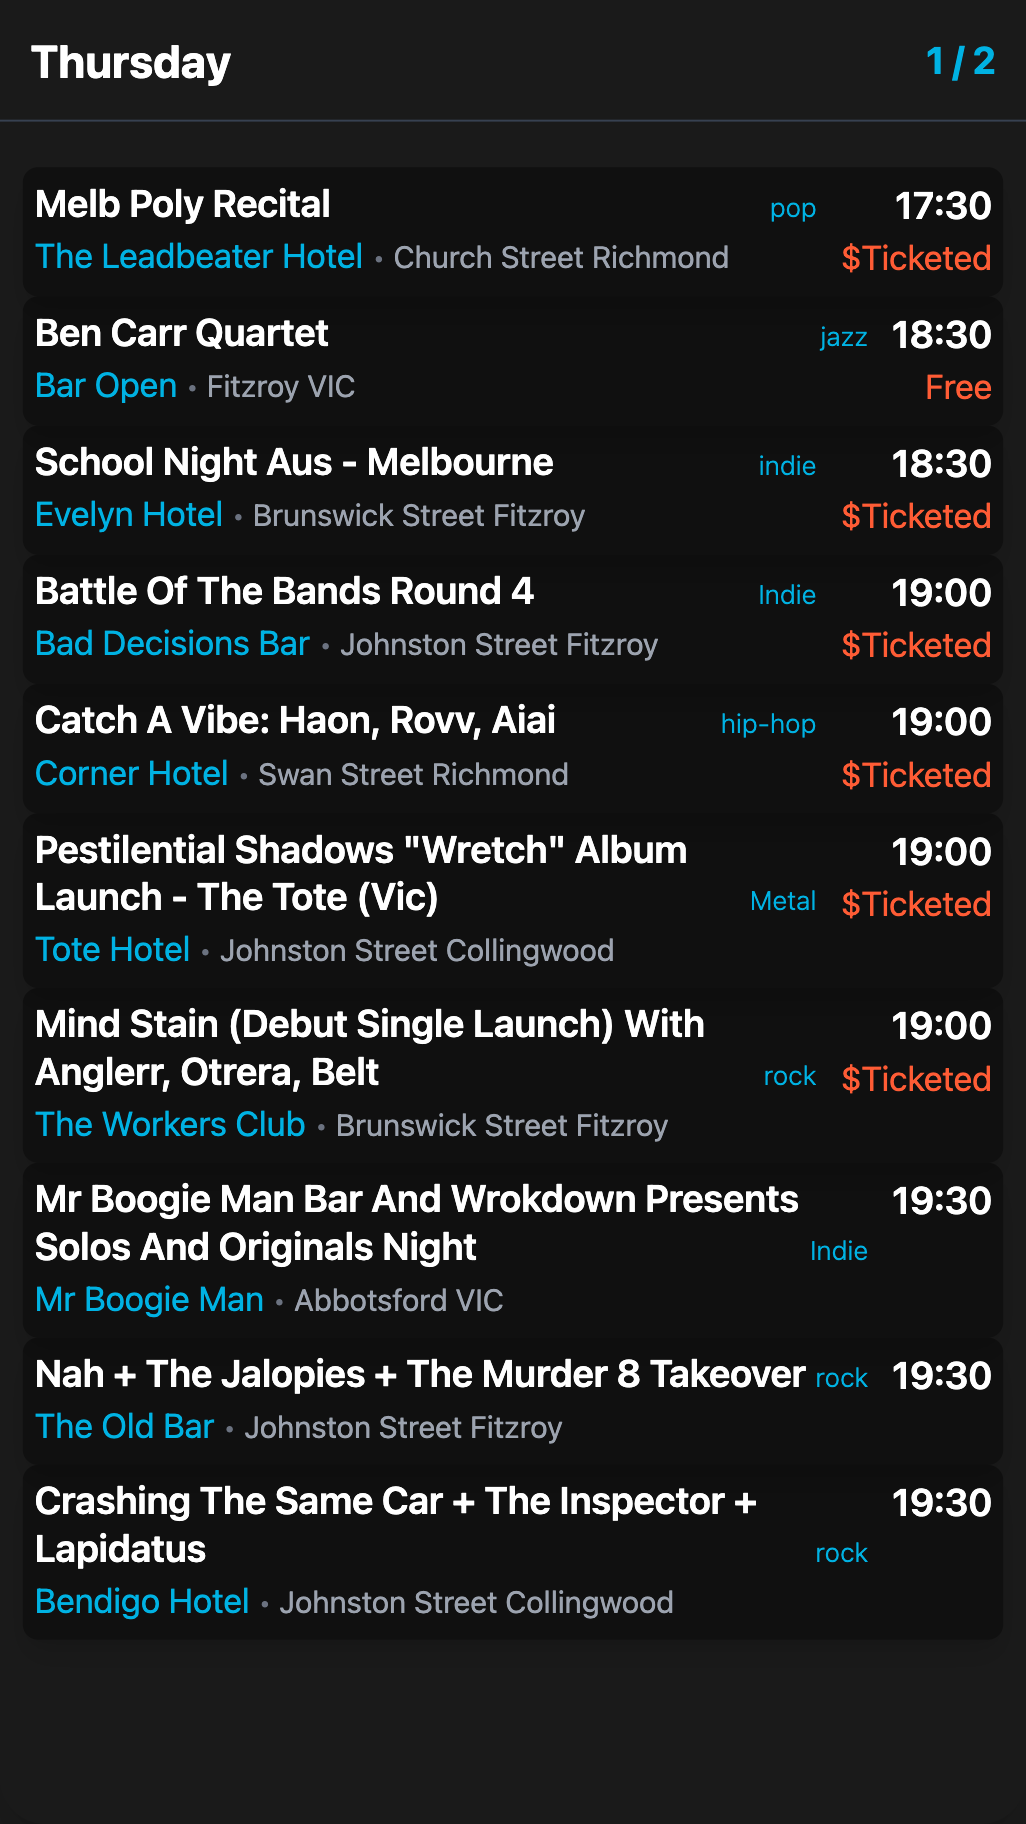 Thursday 1 / 2
Melb Poly Recital pop 17:30
The Leadbeater Hotel • Church Street Richmond $Ticketed
Ben Carr Quartet jazz 18:30
Bar Open • Fitzroy VIC Free
School Night Aus - Melbourne indie 18:30
Evelyn Hotel • Brunswick Street Fitzroy $Ticketed
Battle Of The Bands Round 4 Indie 19:00
Bad Decisions Bar • Johnston Street Fitzroy $Ticketed
Catch A Vibe: Haon, Rovv, Aiai hip-hop 19:00
Corner Hotel • Swan Street Richmond $Ticketed
Pestilential Shadows "Wretch" Album 19:00
Launch - The Tote (Vic) Metal $Ticketed
Tote Hotel • Johnston Street Collingwood
Mind Stain (Debut Single Launch) With 19:00
Anglerr, Otrera, Belt rock $Ticketed
The Workers Club • Brunswick Street Fitzroy
Mr Boogie Man Bar And Wrokdown Presents 19:30
Solos And Originals Night Indie
Mr Boogie Man • Abbotsford VIC
Nah + The Jalopies + The Murder 8 Takeover rock 19:30
The Old Bar • Johnston Street Fitzroy
Crashing The Same Car + The Inspector + 19:30
Lapidatus rock
Bendigo Hotel • Johnston Street Collingwood